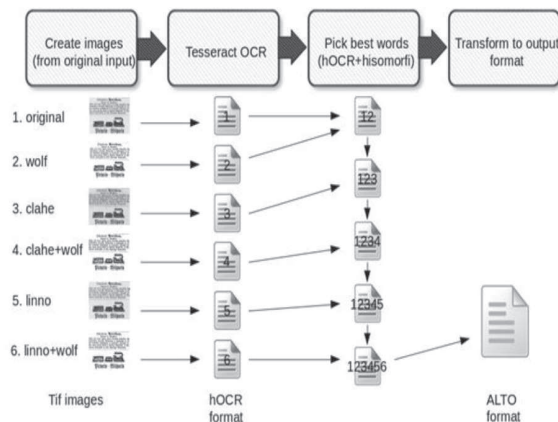 Create images
(from original input)
Tesseract OCR
Pick best words
(hOCR+hisomorfi)
Transform to output
format
1. original
1
12
2. wolf
2
123
3. clahe
3
1234
4. clahe+wolf
4
12345
5. linno
5
123456
6. linno+wolf
6
Tif images
hOCR
format
ALTO
format